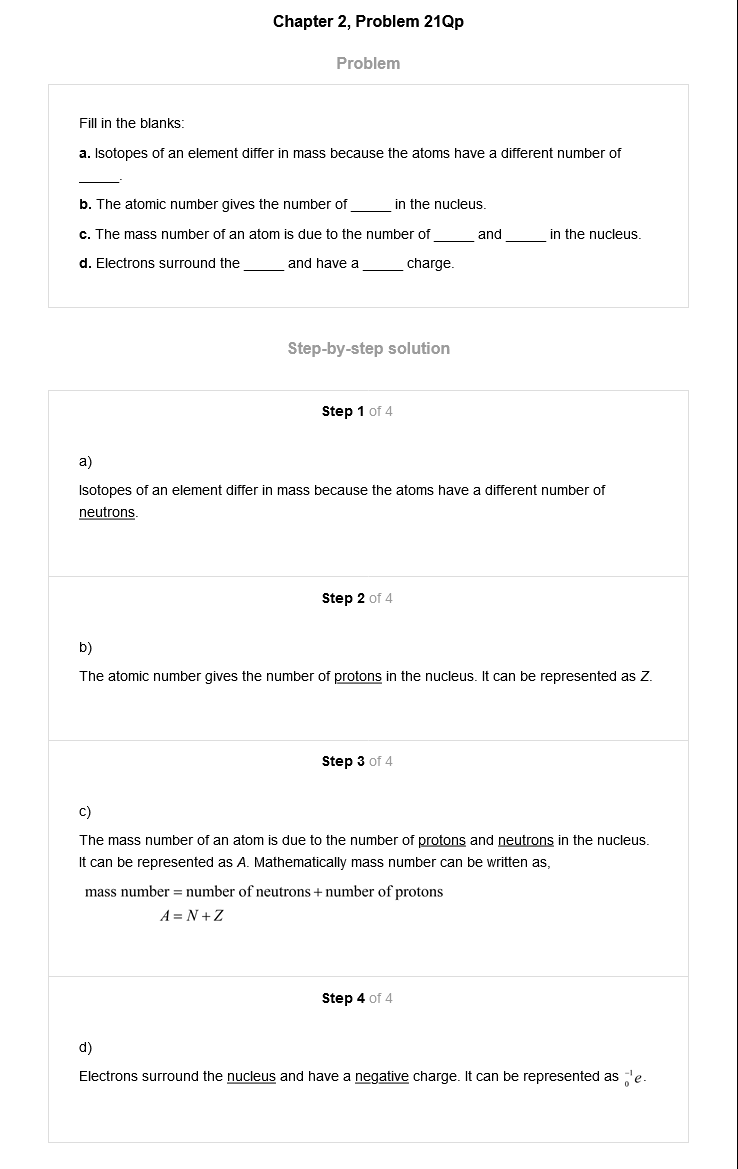 Chapter 2, Problem 21Qp
Problem
Fill in the blanks:
a. Isotopes of an element differ in mass because the atoms have a different number of
_____.
b. The atomic number gives the number of _____ in the nucleus.
c. The mass number of an atom is due to the number of _____ and _____ in the nucleus.
d. Electrons surround the _____ and have a _____ charge.
Step-by-step solution
Step 1 of 4
a)
Isotopes of an element differ in mass because the atoms have a different number of
neutrons.
Step 2 of 4
b)
The atomic number gives the number of protons in the nucleus. It can be represented as Z.
Step 3 of 4
c)
The mass number of an atom is due to the number of protons and neutrons in the nucleus.
It can be represented as A. Mathematically mass number can be written as,
mass number = number of neutrons + number of protons
A = N + Z
Step 4 of 4
d)
Electrons surround the nucleus and have a negative charge. It can be represented as ⁻¹₀e.